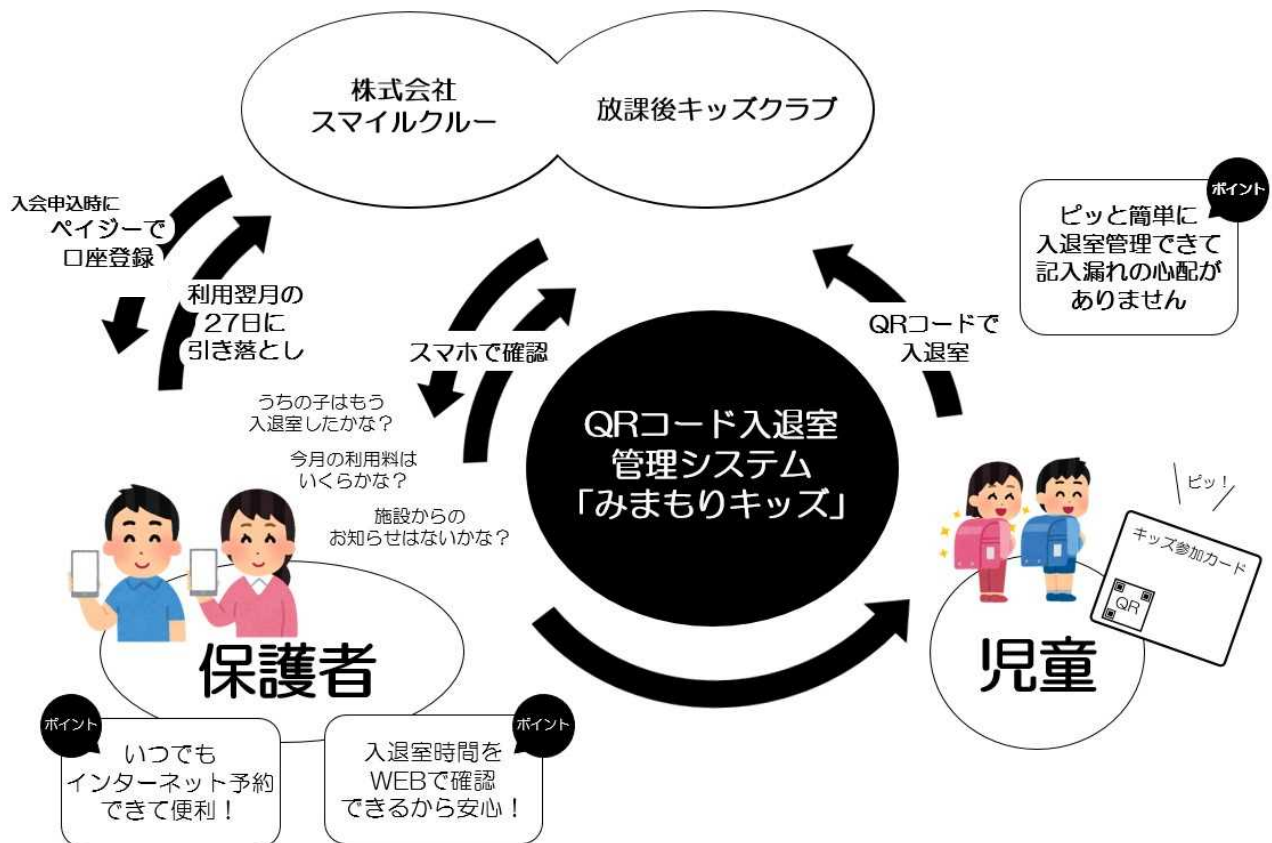 株式会社
スマイルクルー
放課後キッズクラブ
入会申込時に
ペイジーで
口座登録
利用翌月の
27日に
引き落とし
スマホで確認
QRコードで
入退室
ポイント
ピッと簡単に
入退室管理できて
記入漏れの心配が
ありません
うちの子はもう
入退室したかな?
今月の利用料は
いくらかな?
施設からの
お知らせはないかな?
QRコード入退室
管理システム
「みまもりキッズ」
ピッ!
キッズ参加カード
QR
保護者
児童
ポイント
いつでも
インターネット予約
できて便利!
ポイント
入退室時間を
WEBで確認
できるから安心!